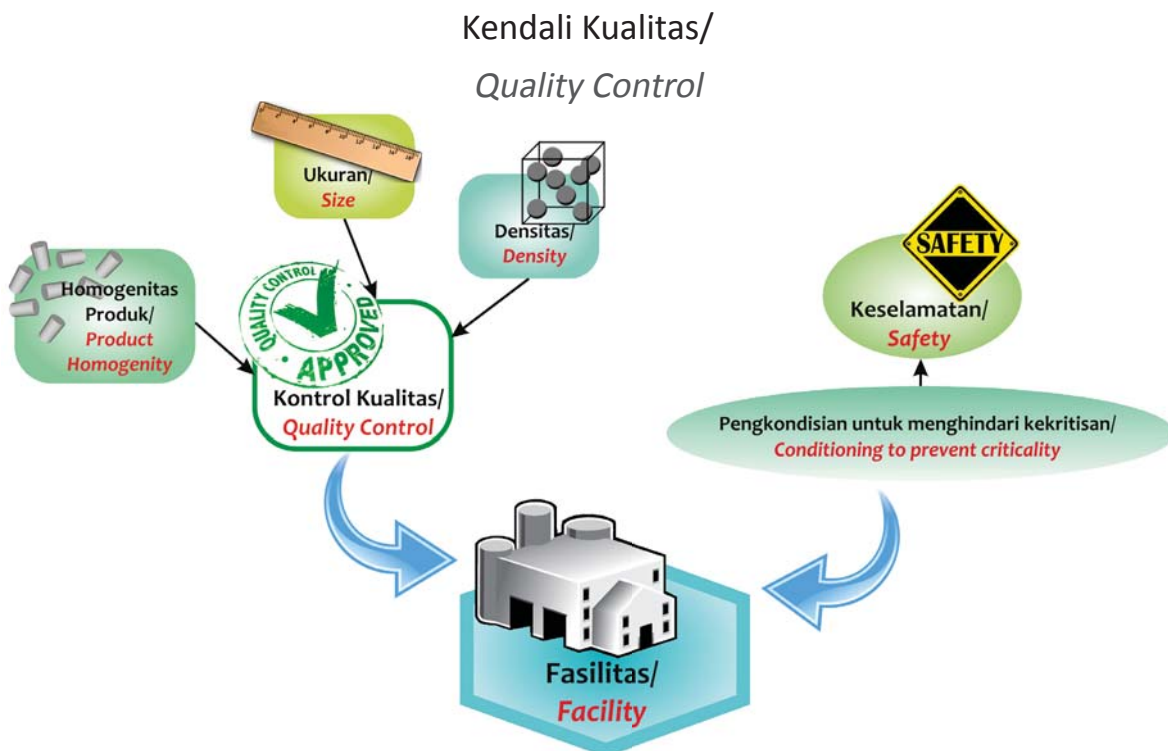 Kendali Kualitas/
Quality Control
Ukuran/
Size
Densitas/
Density
Homogenitas
Produk/
Product
Homogenity
QUALITY CONTROL
APPROVED
Kontrol Kualitas/
Quality Control
SAFETY
Keselamatan/
Safety
Pengkondisian untuk menghindari kekritisan/
Conditioning to prevent criticality
Fasilitas/
Facility